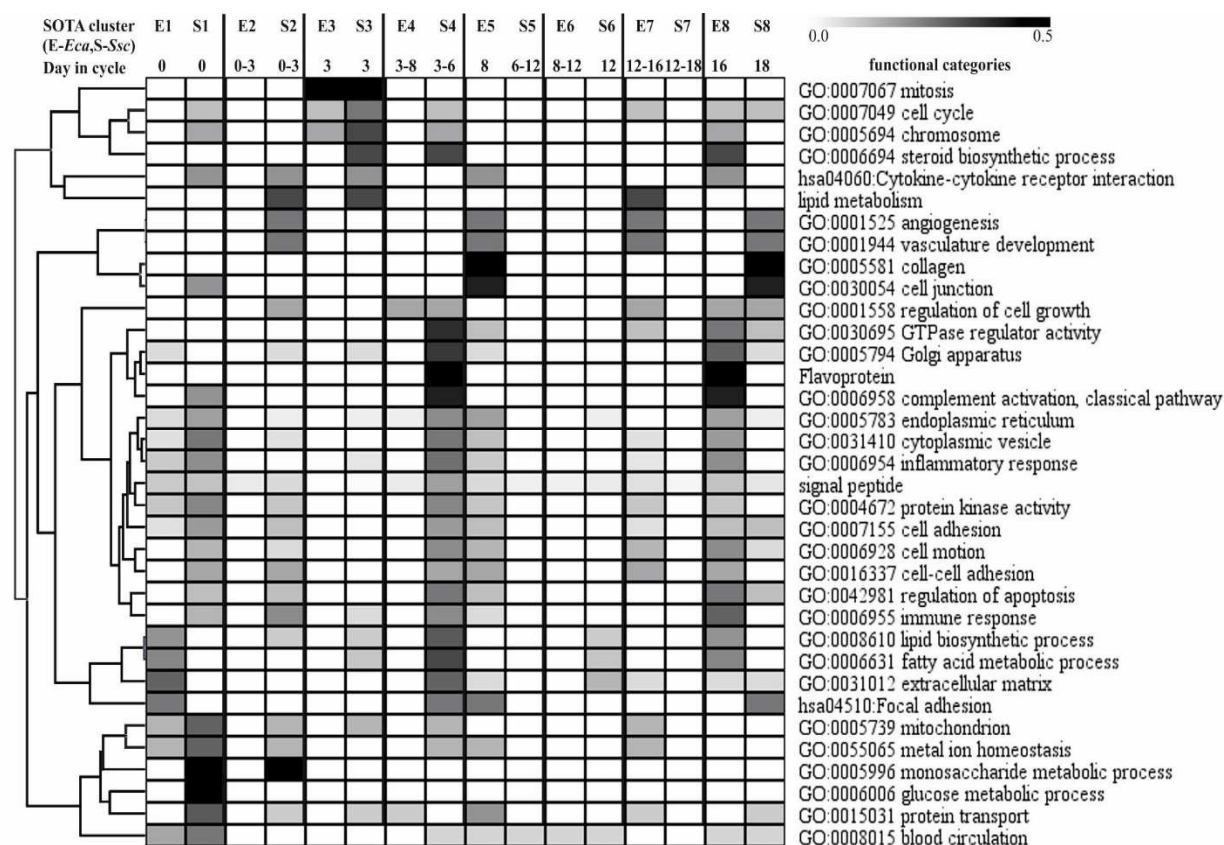 SOTA cluster E1 S1 E2 S2 E3 S3 E4 S4 E5 S5 E6 S6 E7 S7 E8 S8
(E-Eca,S-Ssc)
0.0 0.5
Day in cycle 0 0 0-3 0-3 3 3 3-8 3-6 8 6-12 8-12 12 12-16 12-18 16 18 functional categories
GO:0007067 mitosis
GO:0007049 cell cycle
GO:0005694 chromosome
GO:0006694 steroid biosynthetic process
hsa04060:Cytokine-cytokine receptor interaction
lipid metabolism
GO:0001525 angiogenesis
GO:0001944 vasculature development
GO:0005581 collagen
GO:0030054 cell junction
GO:0001558 regulation of cell growth
GO:0030695 GTPase regulator activity
GO:0005794 Golgi apparatus
Flavoprotein
GO:0006958 complement activation, classical pathway
GO:0005783 endoplasmic reticulum
GO:0031410 cytoplasmic vesicle
GO:0006954 inflammatory response
signal peptide
GO:0004672 protein kinase activity
GO:0007155 cell adhesion
GO:0006928 cell motion
GO:0016337 cell-cell adhesion
GO:0042981 regulation of apoptosis
GO:0006955 immune response
GO:0008610 lipid biosynthetic process
GO:0006631 fatty acid metabolic process
GO:0031012 extracellular matrix
hsa04510:Focal adhesion
GO:0005739 mitochondrion
GO:0055065 metal ion homeostasis
GO:0005996 monosaccharide metabolic process
GO:0006006 glucose metabolic process
GO:0015031 protein transport
GO:0008015 blood circulation